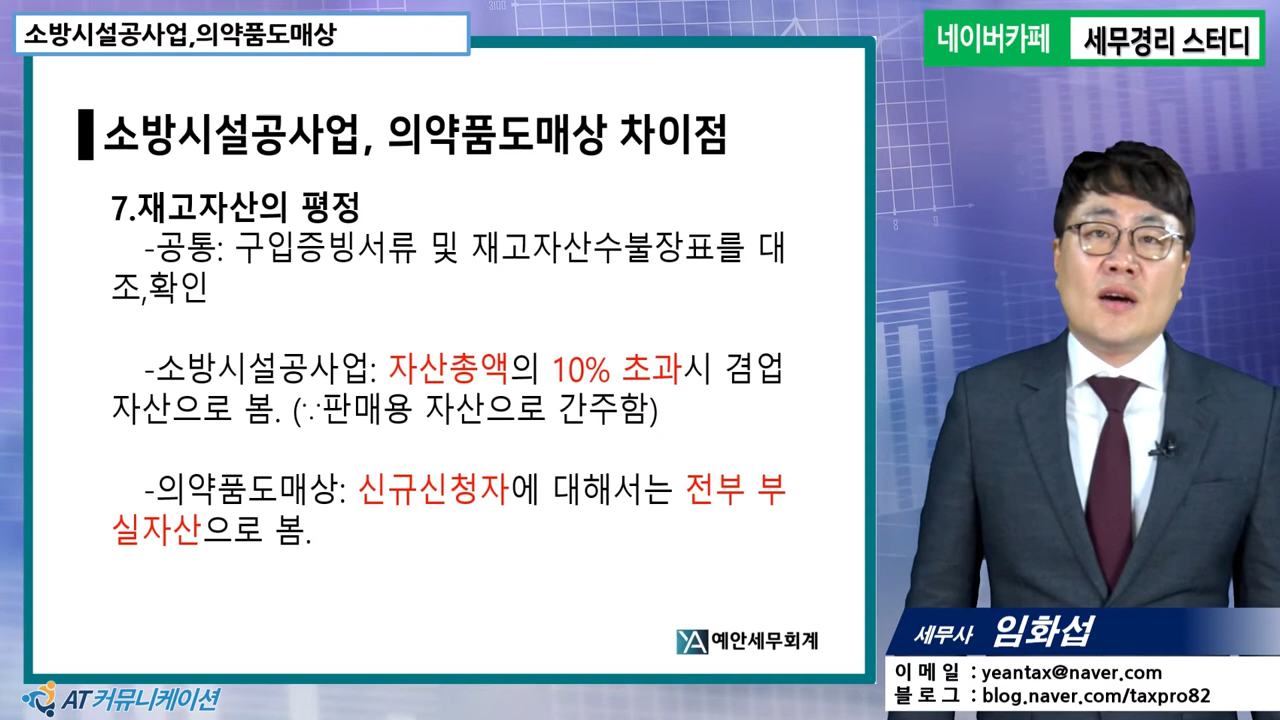 소방시설공사업,의약품도매상
네이버카페 세무경리 스터디
소방시설공사업, 의약품도매상 차이점
7.재고자산의 평정
-공통: 구입증빙서류 및 재고자산수불장표를 대
조,확인
-소방시설공사업: 자산총액의 10% 초과시 겸업
자산으로 봄. (∵판매용 자산으로 간주함)
-의약품도매상: 신규신청자에 대해서는 전부 부
실자산으로 봄.
YA 예안세무회계
세무사 임화섭
이 메 일 : yeantax@naver.com
블 로 그 : blog.naver.com/taxpro82
AT커뮤니케이션